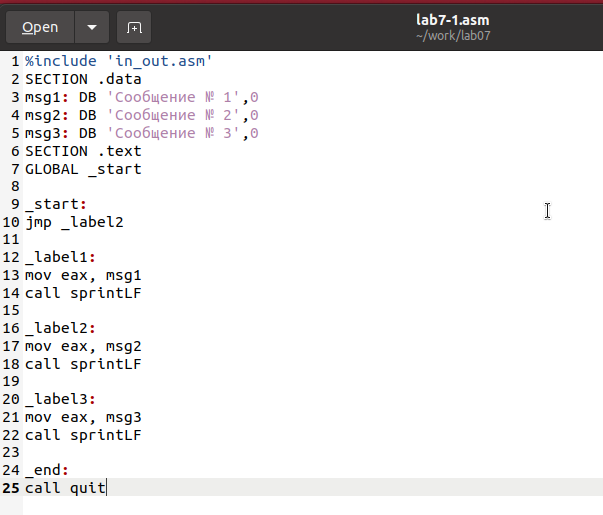 Open
lab7-1.asm
~/work/lab07
1 %include 'in_out.asm'
2 SECTION .data
3 msg1: DB 'Сообщение № 1',0
4 msg2: DB 'Сообщение № 2',0
5 msg3: DB 'Сообщение № 3',0
6 SECTION .text
7 GLOBAL _start
8
9 _start:
10 jmp _label2
11
12 _label1:
13 mov eax, msg1
14 call sprintLF
15
16 _label2:
17 mov eax, msg2
18 call sprintLF
19
20 _label3:
21 mov eax, msg3
22 call sprintLF
23
24 _end:
25 call quit